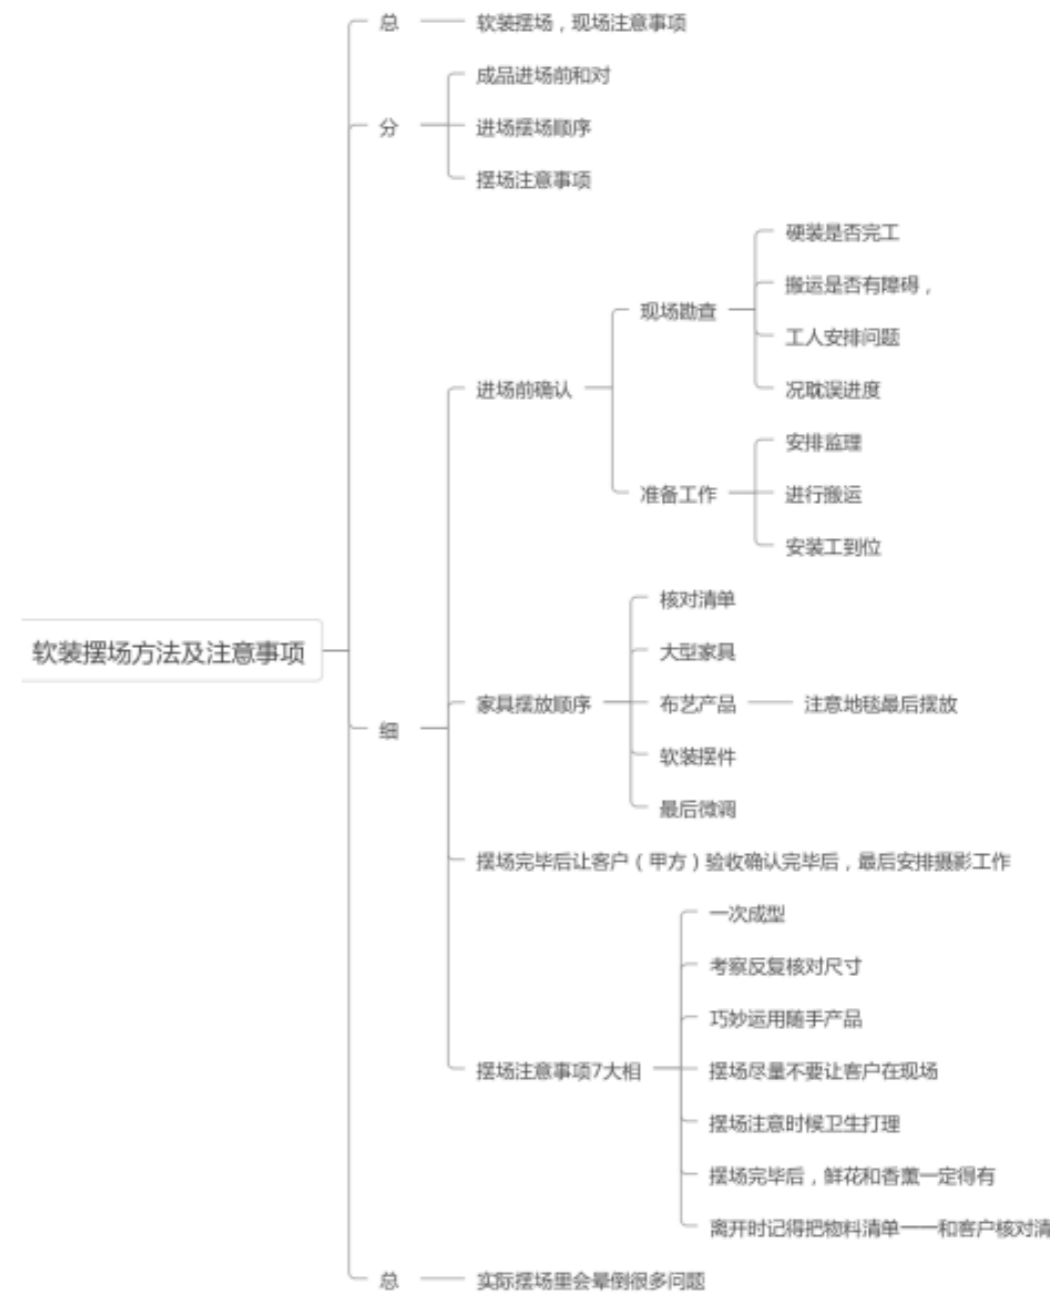 总
软装摆场，现场注意事项
分
成品进场前和对
进场摆场顺序
摆场注意事项
软装摆场方法及注意事项
细
进场前确认
现场勘查
硬装是否完工
搬运是否有障碍，
工人安排问题
况耽误进度
准备工作
安排监理
进行搬运
安装工到位
家具摆放顺序
核对清单
大型家具
布艺产品
注意地毯最后摆放
软装摆件
最后微调
摆场完毕后让客户（甲方）验收确认完毕后，最后安排摄影工作
摆场注意事项7大相
一次成型
考察反复核对尺寸
巧妙运用随手产品
摆场尽量不要让客户在现场
摆场注意时候卫生打理
摆场完毕后，鲜花和香薰一定得有
离开时记得把物料清单一一和客户核对清
总
实际摆场里会晕倒很多问题